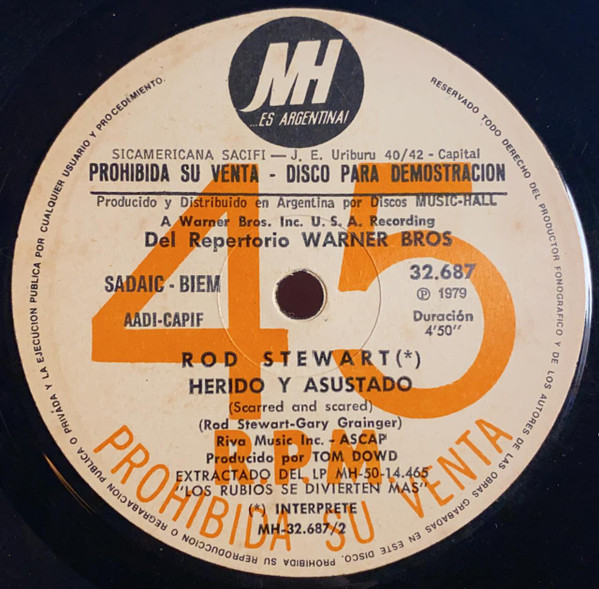 MH
...ES ARGENTINA!
SICAMERICANA SACIFI — J. E. Uriburu 40/42 - Capital
PROHIBIDA SU VENTA - DISCO PARA DEMOSTRACION
Producido y Distribuido en Argentina por Discos MUSIC-HALL
A Warner Bros. Inc. U. S. A. Recording
Del Repertorio WARNER BROS
SADAIC - BIEM
AADI-CAPIF
32.687
Ⓟ 1979
Duración
4'50"
45
R.P.M.
ROD STEWART(*)
HERIDO Y ASUSTADO
(Scarred and scared)
(Rod Stewart-Gary Grainger)
Riva Music Inc. - ASCAP
Producido por TOM DOWD
EXTRACTADO DEL LP MH-50-14.465
"LOS RUBIOS SE DIVIERTEN MAS"
(*) INTERPRETE
MH-32.687/2
PROHIBIDA SU VENTA
RESERVADO TODO DERECHO DEL PRODUCTOR FONOGRAFICO Y DE LOS AUTORES DE LAS OBRAS GRABADAS EN ESTE DISCO. PROHIBIDA SU REPRODUCCION O REGRABACION PUBLICA O PRIVADA Y LA EJECUCION PUBLICA POR CUALQUIER USUARIO Y PROCEDIMIENTO.